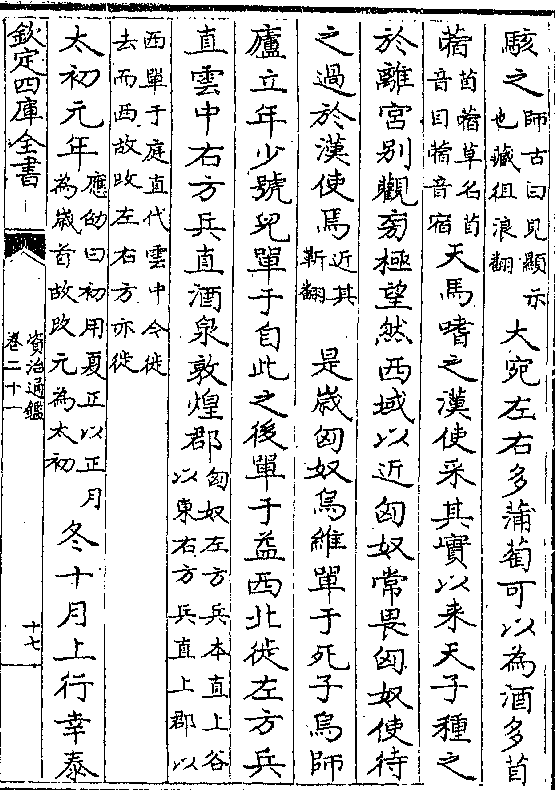 駭之師古曰見顯示也藏徂浪翻 大宛左右多蒲萄可以為酒多苜
蓿苜蓿草名苜音目蓿音宿天馬嗜之漢使采其實以来天子種之
於離宮别觀旁極望然西域以近匈奴常畏匈奴使待
之過於漢使焉近其靳翻 是嵗匈奴烏維單于死子烏師
廬立年少號兒單于自此之後單于益西北徙左方兵
直雲中右方兵直酒泉敦煌郡匈奴左方兵本直上谷以東右方兵直上郡以
西單于庭直代雲中今徙去而西故改左右方亦徙
太初元年應劭曰初用夏正以正月為嵗首故改元為太初 冬十月上行幸泰
欽定四庫全書
資治通鑑
卷二十一
十七